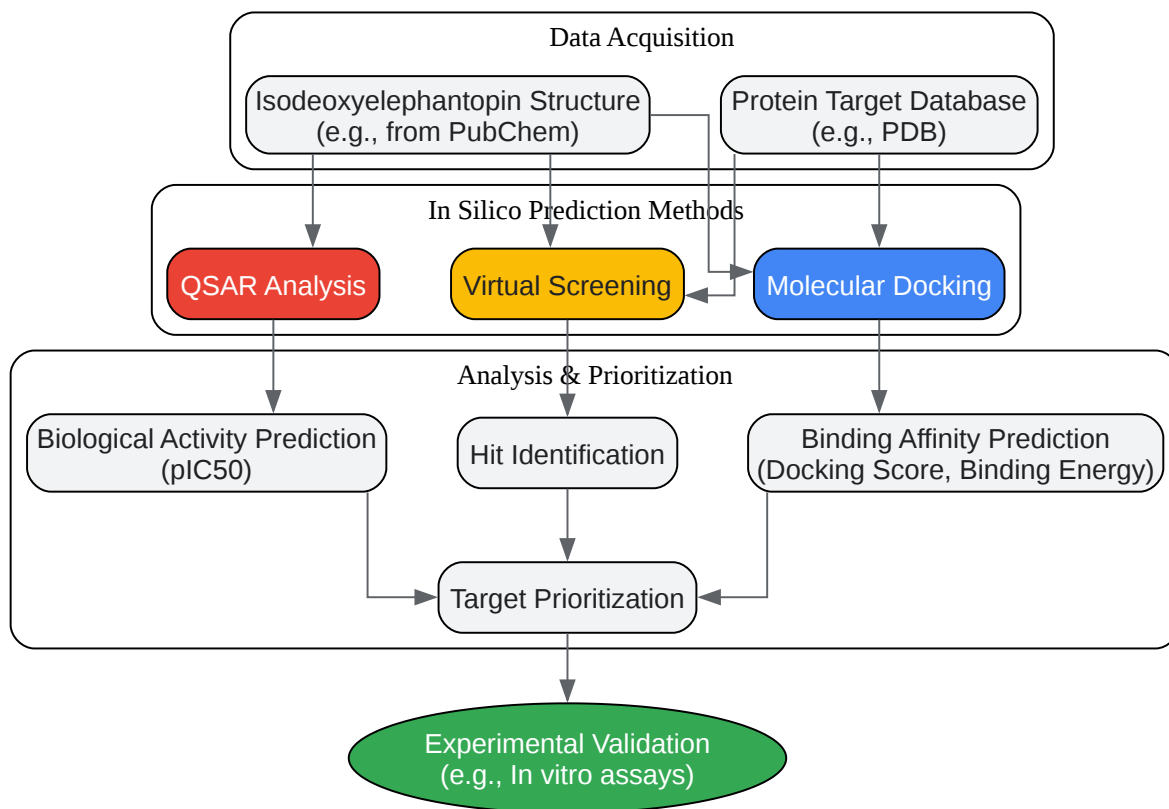 Data Acquisition
Isodeoxyelephantopin Structure
(e.g., from PubChem)
Protein Target Database
(e.g., PDB)
In Silico Prediction Methods
QSAR Analysis
Virtual Screening
Molecular Docking
Analysis & Prioritization
Biological Activity Prediction
(pIC50)
Hit Identification
Binding Affinity Prediction
(Docking Score, Binding Energy)
Target Prioritization
Experimental Validation
(e.g., In vitro assays)